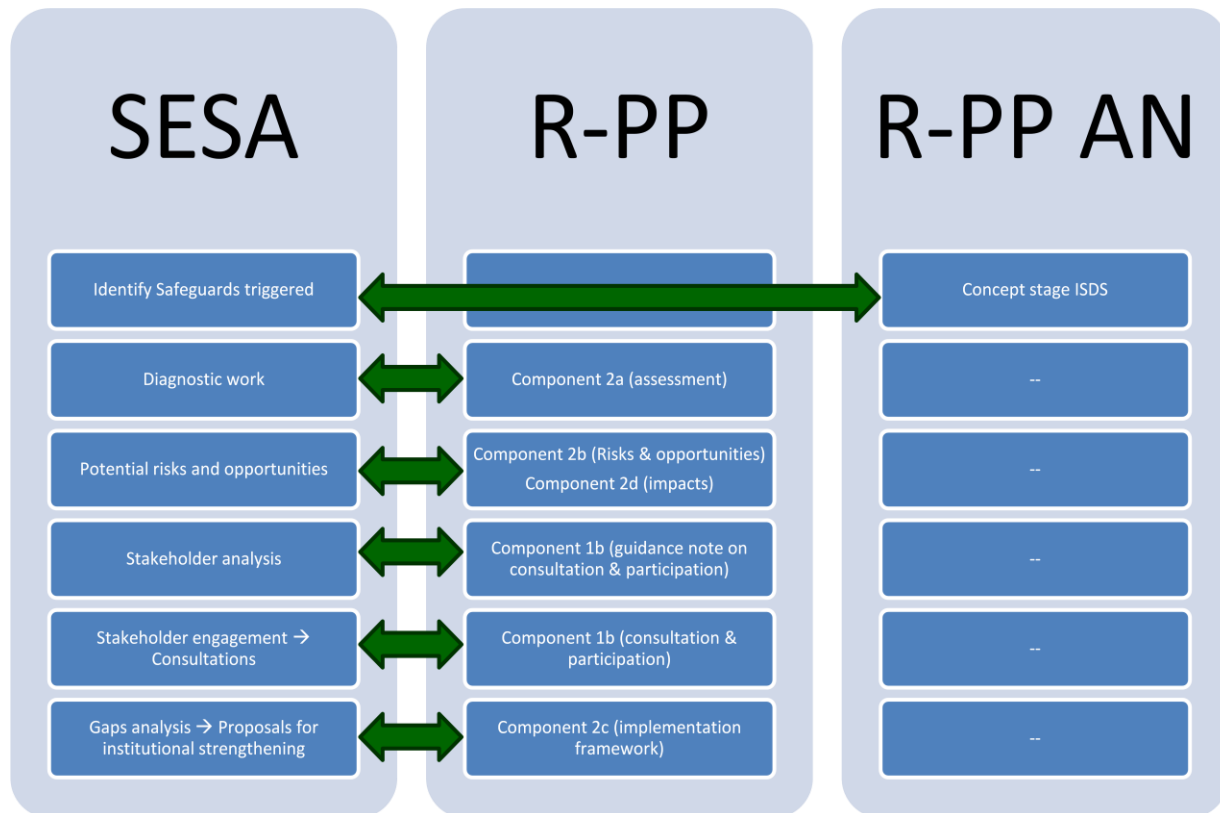 SESA
R-PP
R-PP AN
Identify Safeguards triggered
Concept stage ISDS
Diagnostic work
Component 2a (assessment)
--
Potential risks and opportunities
Component 2b (Risks & opportunities)
Component 2d (impacts)
--
Stakeholder analysis
Component 1b (guidance note on
consultation & participation)
--
Stakeholder engagement →
Consultations
Component 1b (consultation &
participation)
--
Gaps analysis → Proposals for
institutional strengthening
Component 2c (implementation
framework)
--